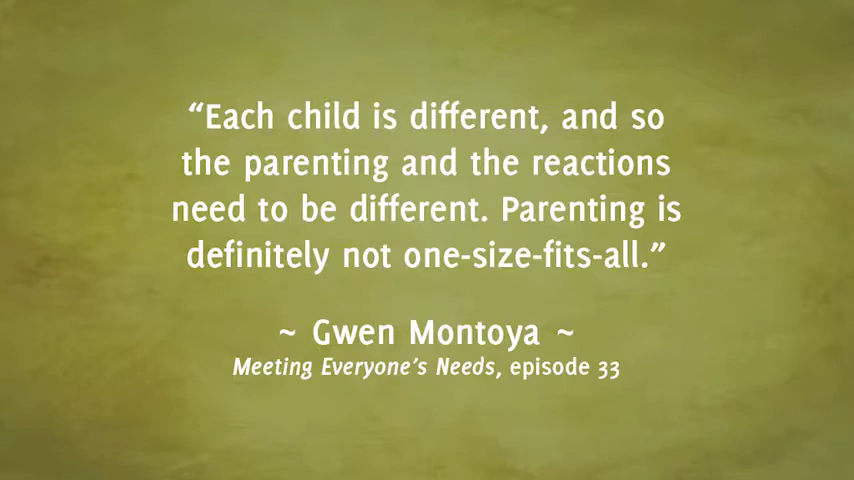 “Each child is different, and so
the parenting and the reactions
need to be different. Parenting is
definitely not one-size-fits-all.”
~ Gwen Montoya ~
Meeting Everyone’s Needs, episode 33